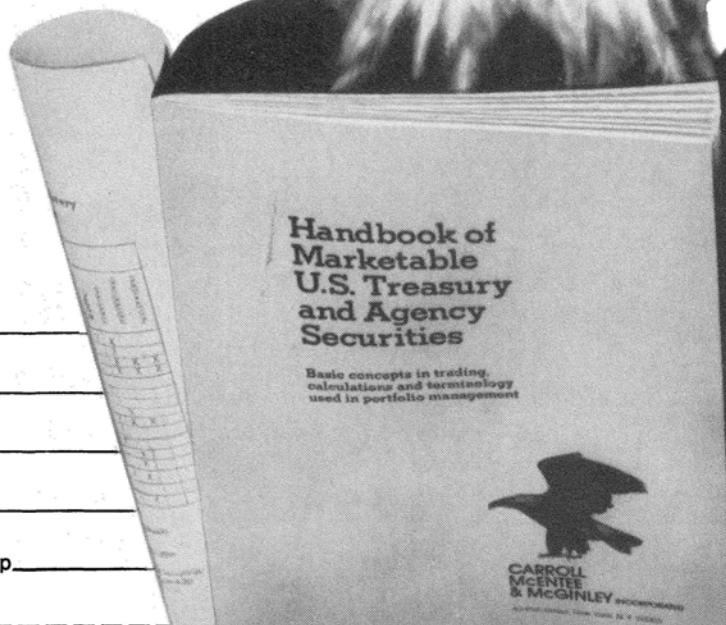 Handbook of
Marketable
U.S. Treasury
and Agency
Securities
Basic concepts in trading,
calculations and terminology
used in portfolio management
CARROLL
McENTEE
& McGINLEY INCORPORATED
p